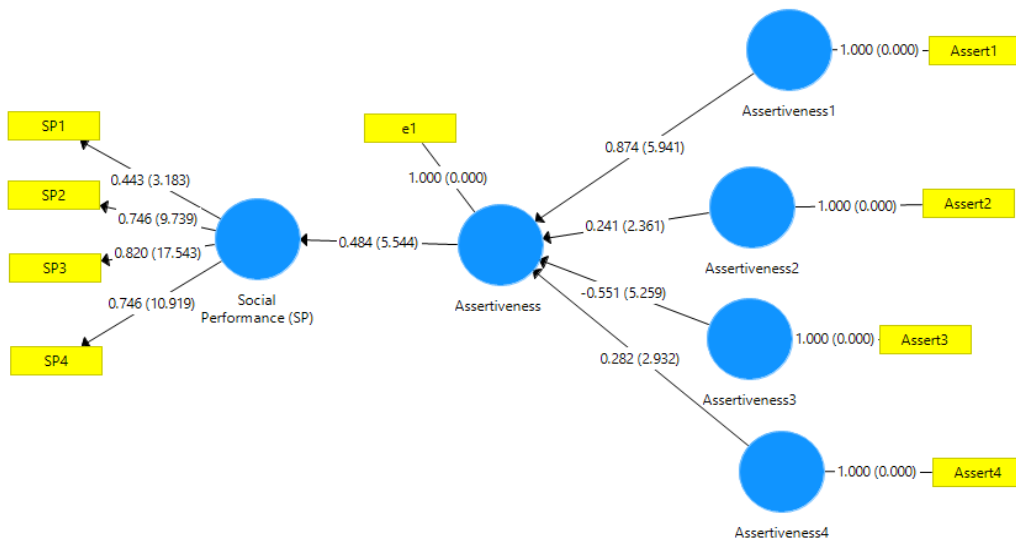 1.000 (0.000)
Assert1
Assertiveness1
SP1
e1
0.443 (3.183)
0.874 (5.941)
1.000 (0.000)
SP2
0.746 (9.739)
1.000 (0.000)
Assert2
0.241 (2.361)
0.484 (5.544)
SP3
0.820 (17.543)
Assertiveness2
Social
Performance (SP)
Assertiveness
-0.551 (5.259)
0.746 (10.919)
1.000 (0.000)
Assert3
SP4
0.282 (2.932)
Assertiveness3
1.000 (0.000)
Assert4
Assertiveness4